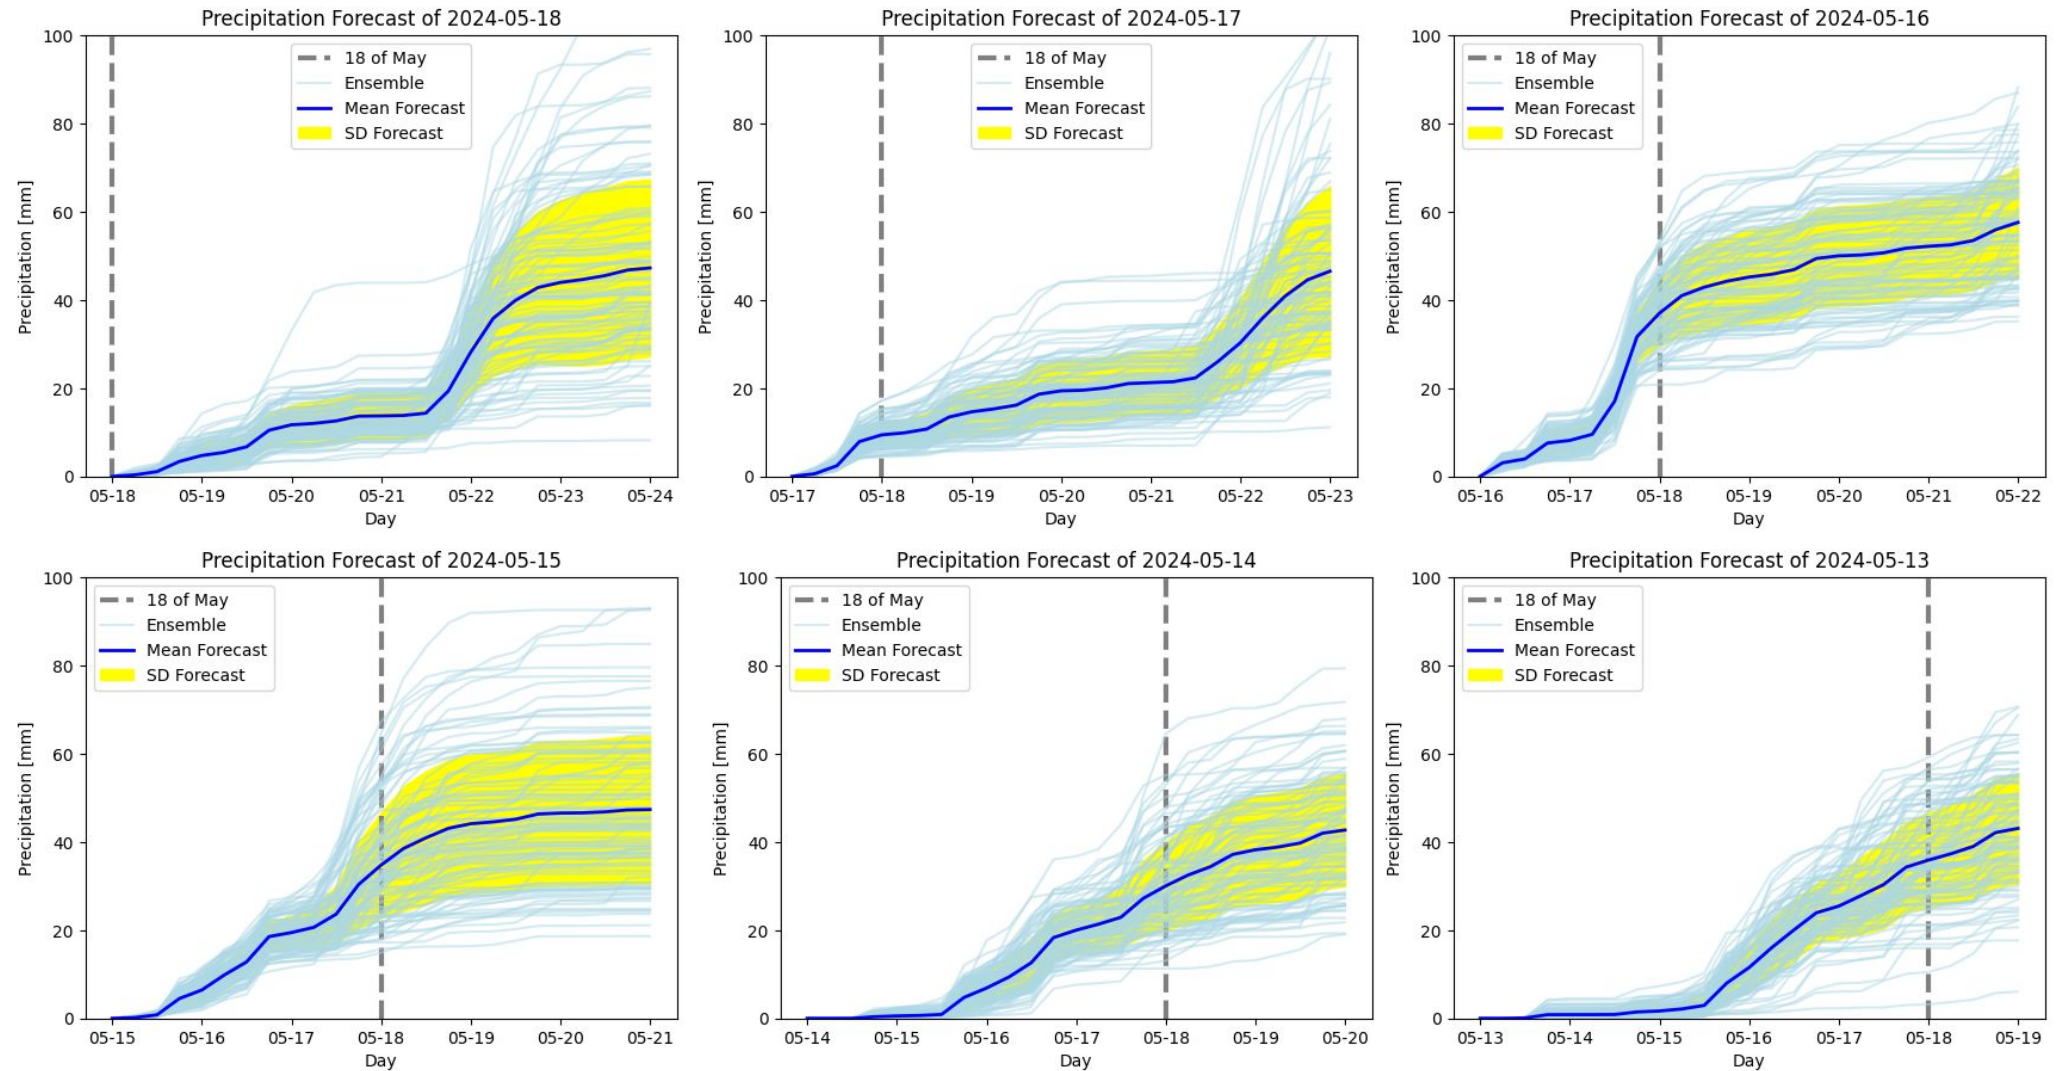 Precipitation Forecast of 2024-05-18
100
80
60
40
20
0
Precipitation [mm]
18 of May
Ensemble
Mean Forecast
SD Forecast
05-18 05-19 05-20 05-21 05-22 05-23 05-24
Day
Precipitation Forecast of 2024-05-17
100
80
60
40
20
0
Precipitation [mm]
18 of May
Ensemble
Mean Forecast
SD Forecast
05-17 05-18 05-19 05-20 05-21 05-22 05-23
Day
Precipitation Forecast of 2024-05-16
100
80
60
40
20
0
Precipitation [mm]
18 of May
Ensemble
Mean Forecast
SD Forecast
05-16 05-17 05-18 05-19 05-20 05-21 05-22
Day
Precipitation Forecast of 2024-05-15
100
80
60
40
20
0
Precipitation [mm]
18 of May
Ensemble
Mean Forecast
SD Forecast
05-15 05-16 05-17 05-18 05-19 05-20 05-21
Day
Precipitation Forecast of 2024-05-14
100
80
60
40
20
0
Precipitation [mm]
18 of May
Ensemble
Mean Forecast
SD Forecast
05-14 05-15 05-16 05-17 05-18 05-19 05-20
Day
Precipitation Forecast of 2024-05-13
100
80
60
40
20
0
Precipitation [mm]
18 of May
Ensemble
Mean Forecast
SD Forecast
05-13 05-14 05-15 05-16 05-17 05-18 05-19
Day